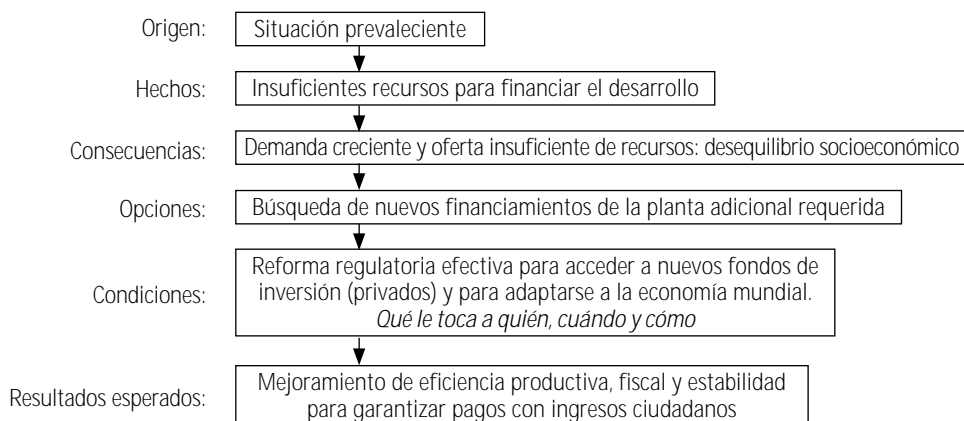 Origen: Situación prevaleciente
Hechos: Insuficientes recursos para financiar el desarrollo
Consecuencias: Demanda creciente y oferta insuficiente de recursos: desequilibrio socioeconómico
Opciones: Búsqueda de nuevos financiamientos de la planta adicional requerida
Condiciones: Reforma regulatoria efectiva para acceder a nuevos fondos de
inversión (privados) y para adaptarse a la economía mundial.
Qué le toca a quién, cuándo y cómo
Resultados esperados: Mejoramiento de eficiencia productiva, fiscal y estabilidad
para garantizar pagos con ingresos ciudadanos